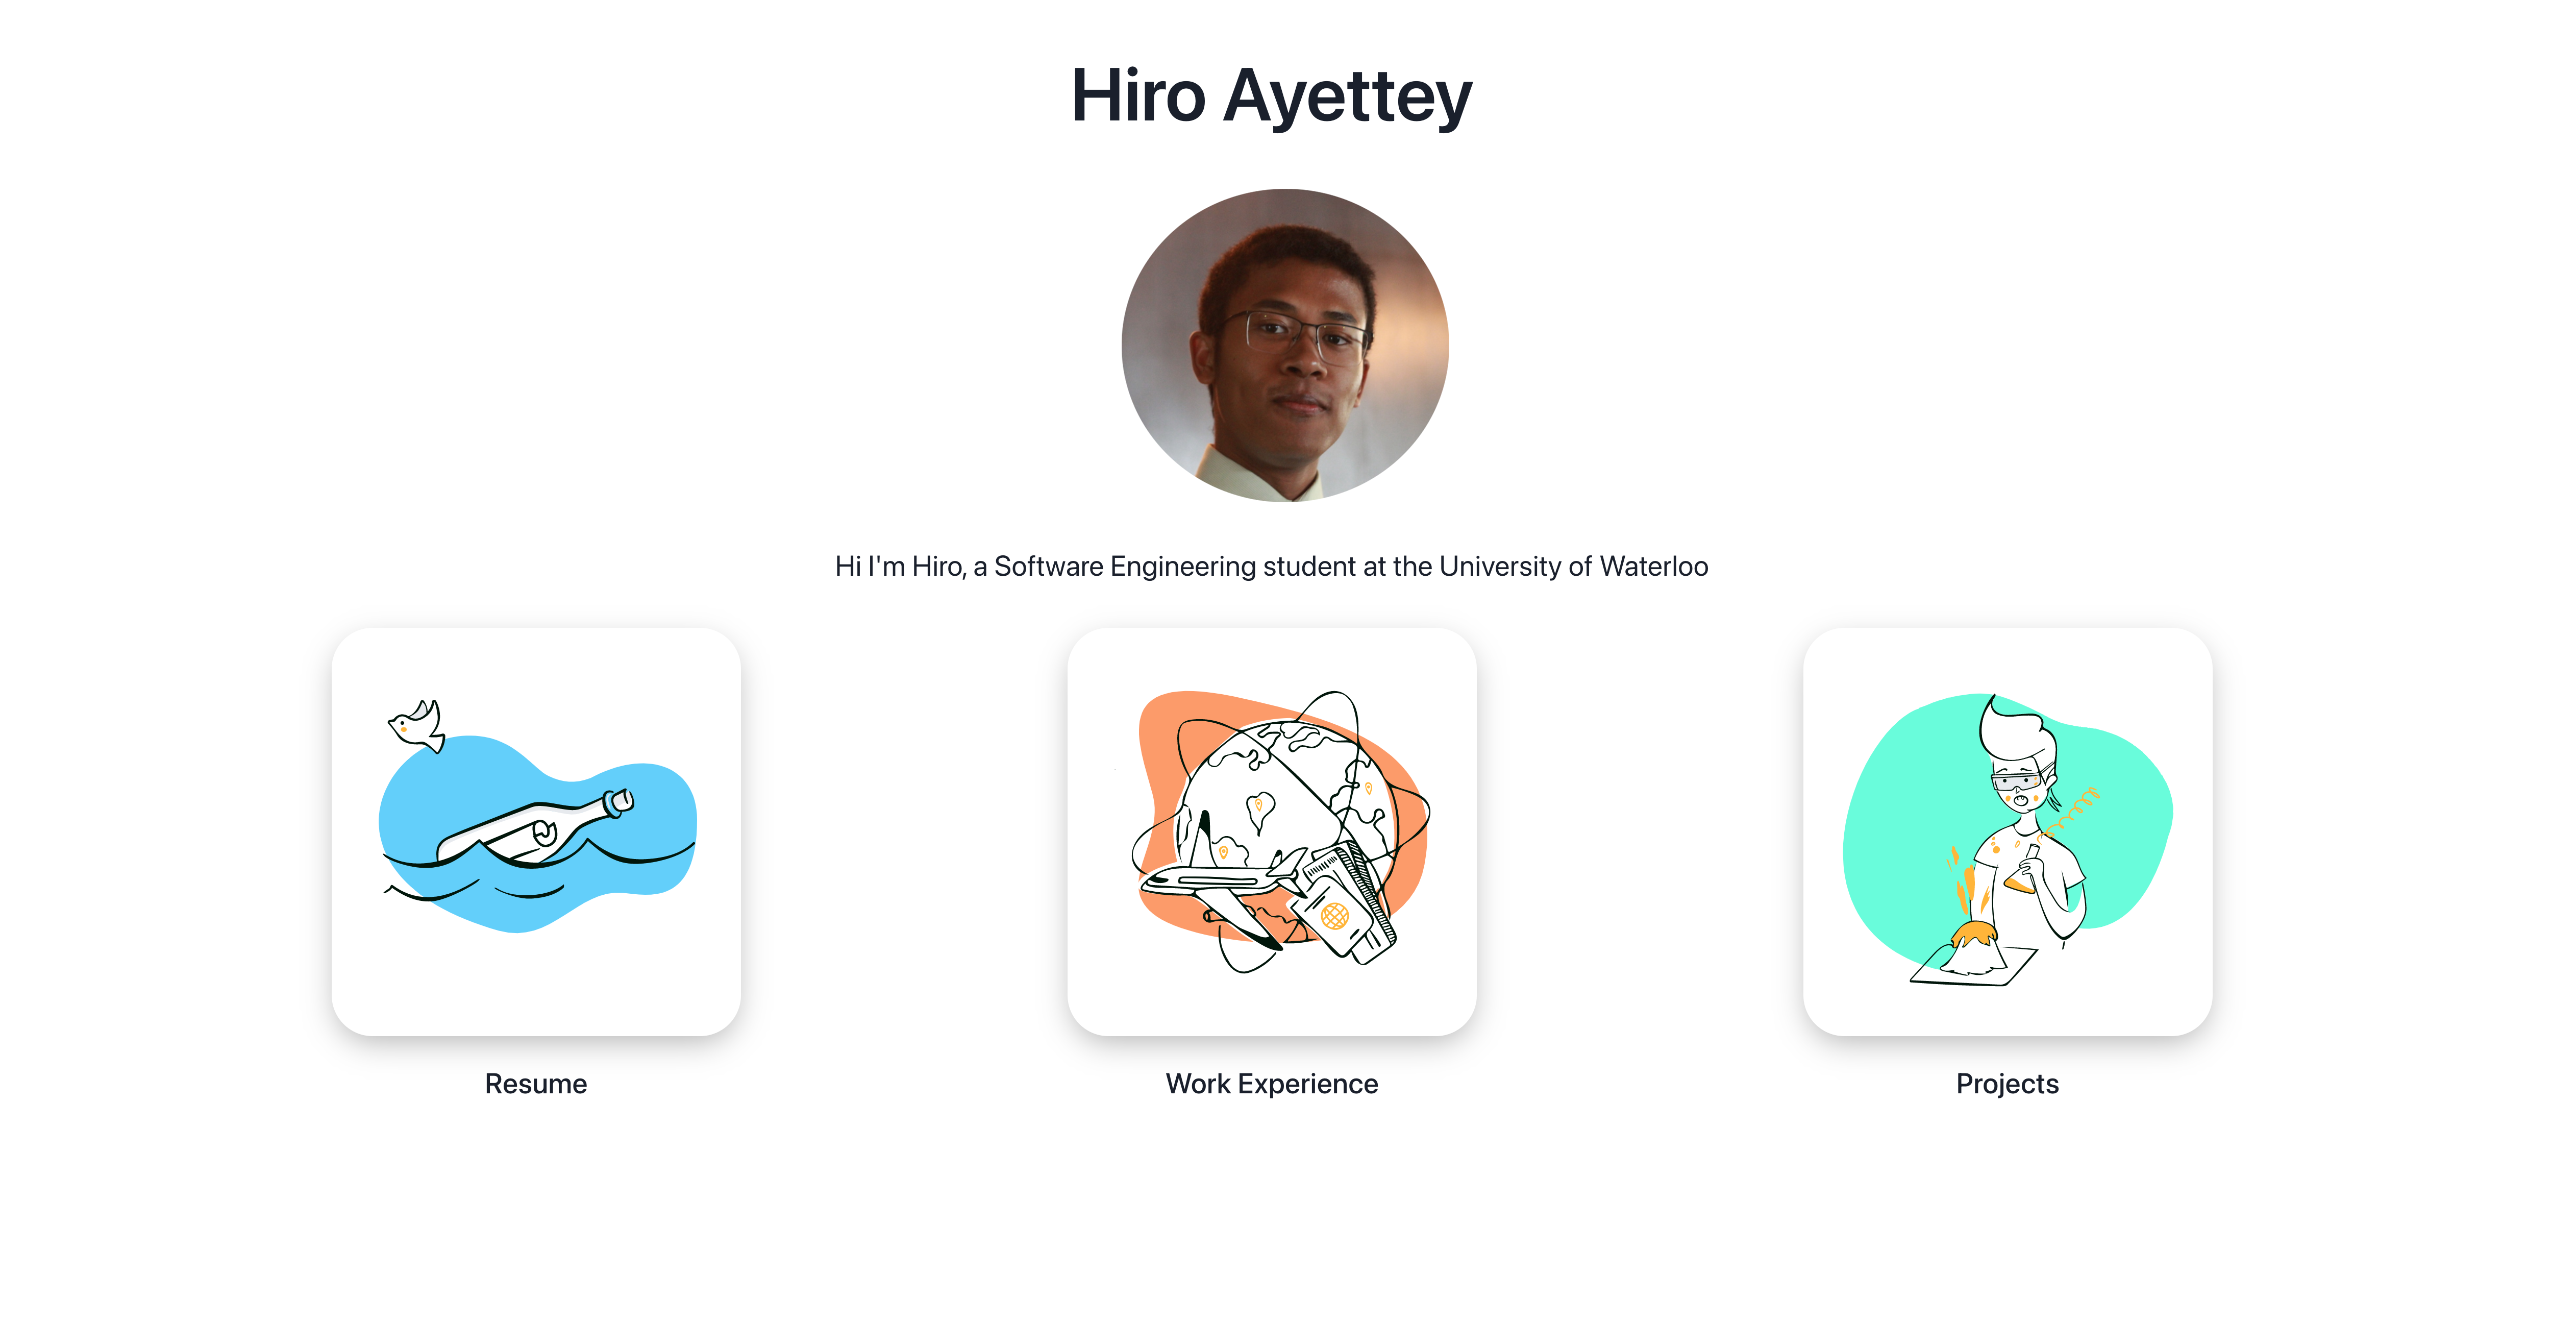 Hiro Ayettey
Hi I'm Hiro, a Software Engineering student at the University of Waterloo
Resume
Work Experience
Projects